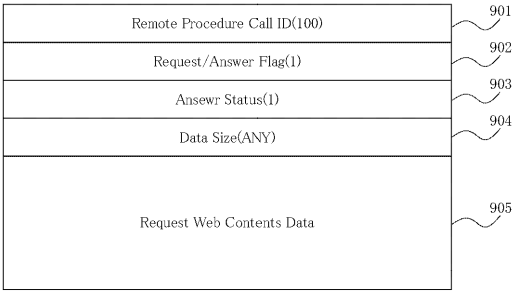 Remote Procedure Call ID(100)
901
Request/Answer Flag(1)
902
Ansewr Status(1)
903
Data Size(ANY)
904
Request Web Contents Data
905